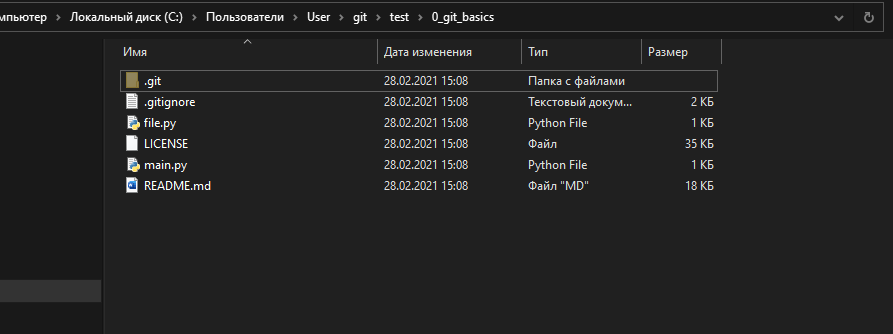 мпьютер › Локальный диск (C:) › Пользователи › User › git › test › 0_git_basics
Имя Дата изменения Тип Размер
.git 28.02.2021 15:08 Папка с файлами
.gitignore 28.02.2021 15:08 Текстовый докум... 2 КБ
file.py 28.02.2021 15:08 Python File 1 КБ
LICENSE 28.02.2021 15:08 Файл 35 КБ
main.py 28.02.2021 15:08 Python File 1 КБ
README.md 28.02.2021 15:08 Файл "MD" 18 КБ